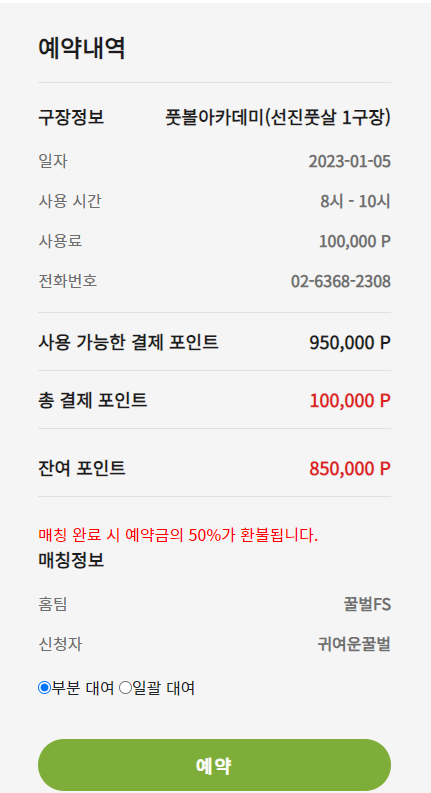 예약내역
구장정보 풋볼아카데미(선진풋살 1구장)
일자 2023-01-05
사용 시간 8시 - 10시
사용료 100,000 P
전화번호 02-6368-2308
사용 가능한 결제 포인트 950,000 P
총 결제 포인트 100,000 P
잔여 포인트 850,000 P
매칭 완료 시 예약금의 50%가 환불됩니다.
매칭정보
홈팀 꿀벌FS
신청자 귀여운꿀벌
부분 대여 일괄 대여
예약